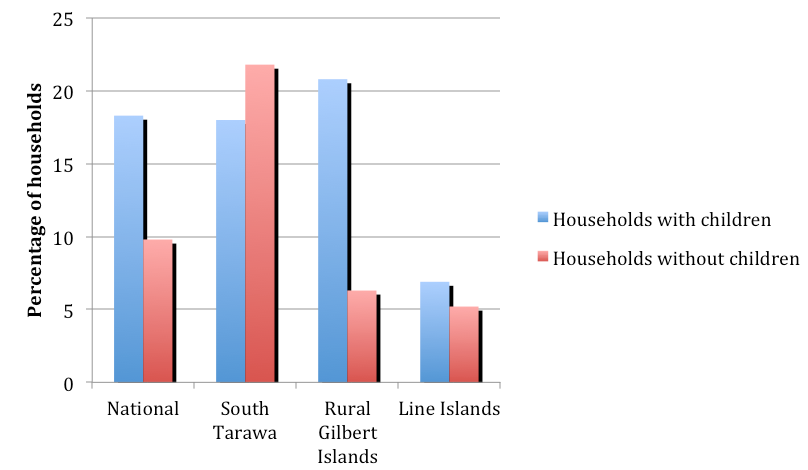 Percentage of households
25
20
15
10
5
0
National
South
Tarawa
Rural
Gilbert
Islands
Line Islands
Households with children
Households without children